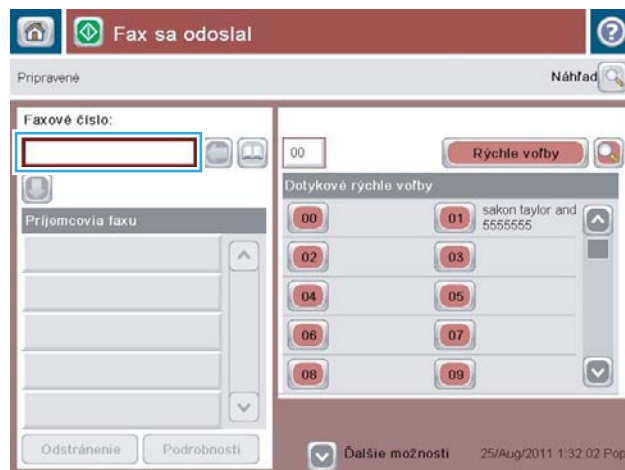 Fax sa odoslal
Pripravené
Náhľad
Faxové číslo:
00
Rýchle voľby
Dotykové rýchle voľby
Príjemcovia faxu
00
01
sakon taylor and
5555555
02
03
04
05
06
07
08
09
Odstránenie
Podrobnosti
Ďalšie možnosti
25/Aug/2011 1:32:02 Pop